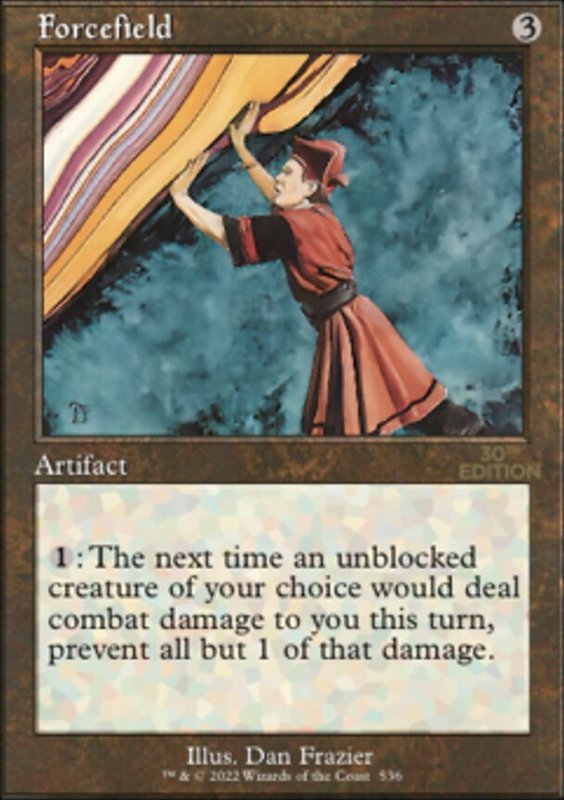 Forcefield 3
Artifact
30TH
EDITION
1: The next time an unblocked
creature of your choice would deal
combat damage to you this turn,
prevent all but 1 of that damage.
Illus. Dan Frazier
™ & © 2022 Wizards of the Coast 536